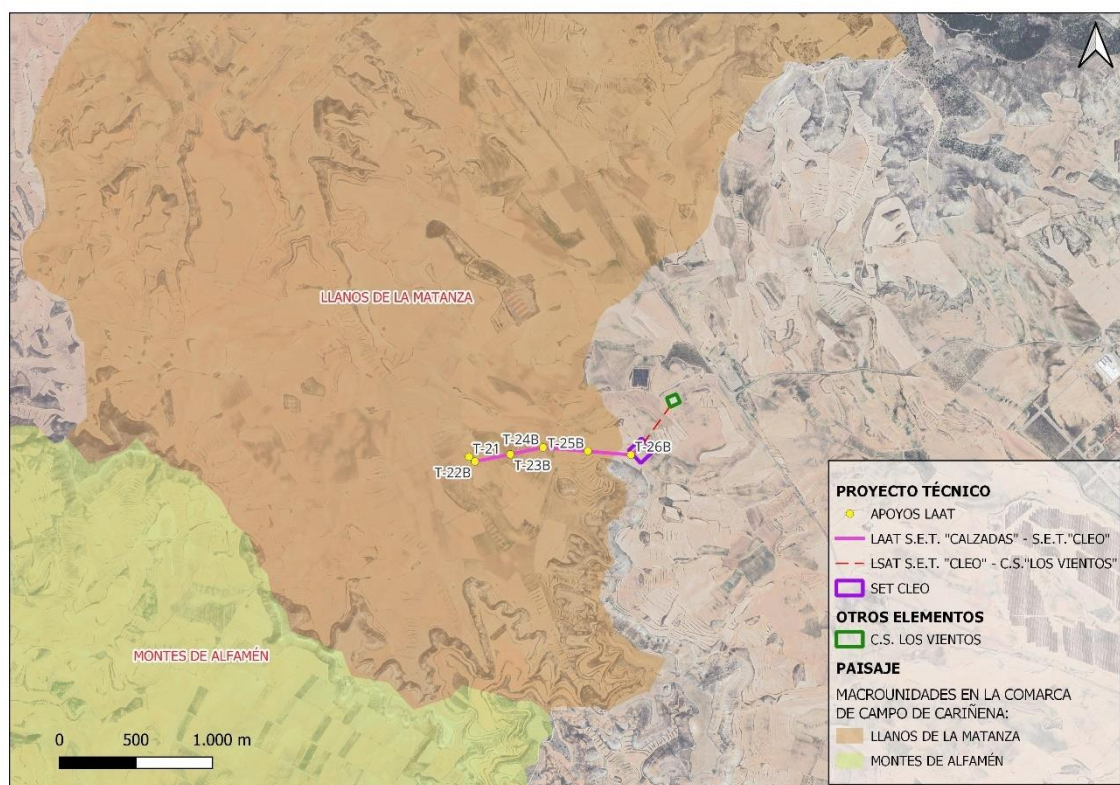 LLANOS DE LA MATANZA
T-24B
T-25B
T-21
T-26B
T-22B
T-23B
MONTES DE ALFAMÉN
0 500 1.000 m
PROYECTO TÉCNICO
APOYOS LAAT
LAAT S.E.T. "CALZADAS" - S.E.T."CLEO"
LSAT S.E.T. "CLEO" - C.S."LOS VIENTOS"
SET CLEO
OTROS ELEMENTOS
C.S. LOS VIENTOS
PAISAJE
MACROUNIDADES EN LA COMARCA
DE CAMPO DE CARIÑENA:
LLANOS DE LA MATANZA
MONTES DE ALFAMÉN